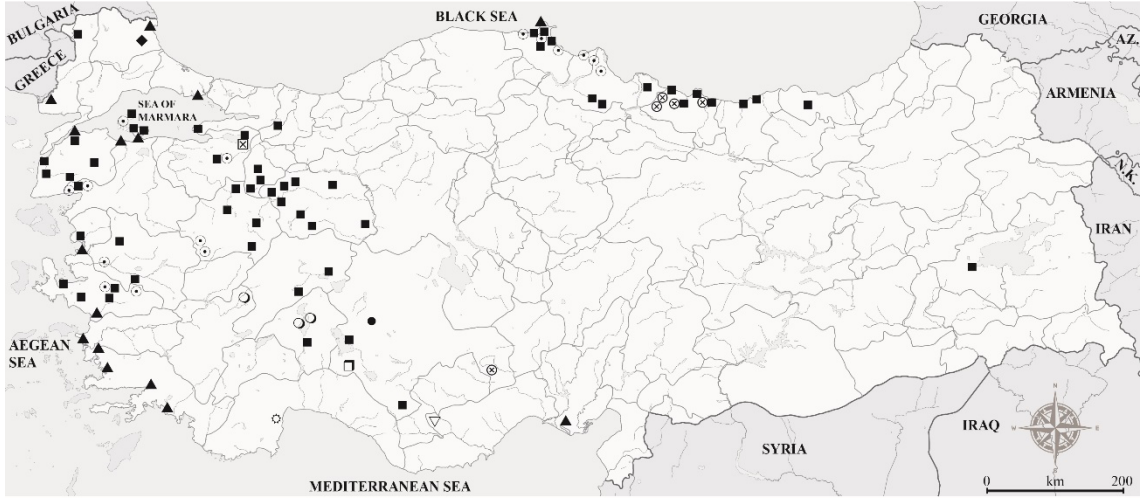 BLACK SEA
BULGARIA
GREECE
GEORGIA
AZ.
ARMENIA
SEA OF
MARMARA
N.K.
IRAN
AEGEAN
SEA
MEDITERRANEAN SEA
SYRIA
IRAQ
N
W
E
S
0 km 200